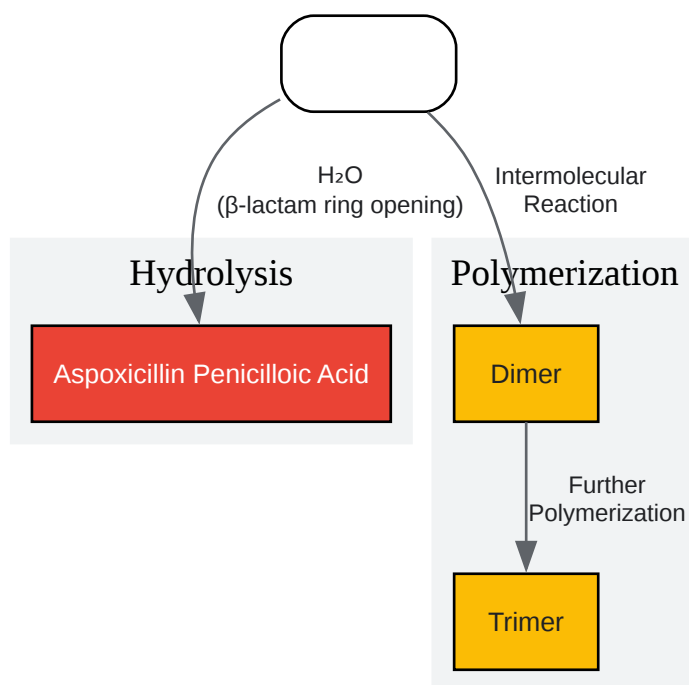 H₂O
(β-lactam ring opening)
Intermolecular
Reaction
Hydrolysis
Polymerization
Aspoxicillin Penicilloic Acid
Dimer
Further
Polymerization
Trimer